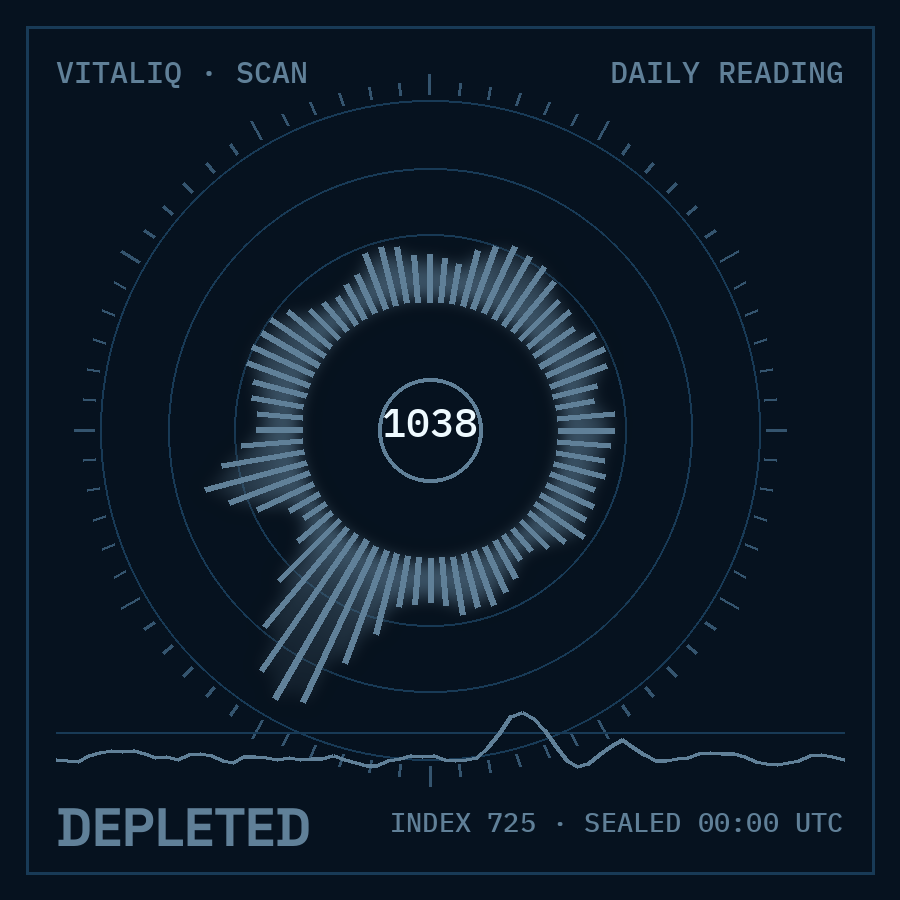 VITALIQ · SCAN
DAILY READING
1038
DEPLETED
INDEX 725 · SEALED 00:00 UTC